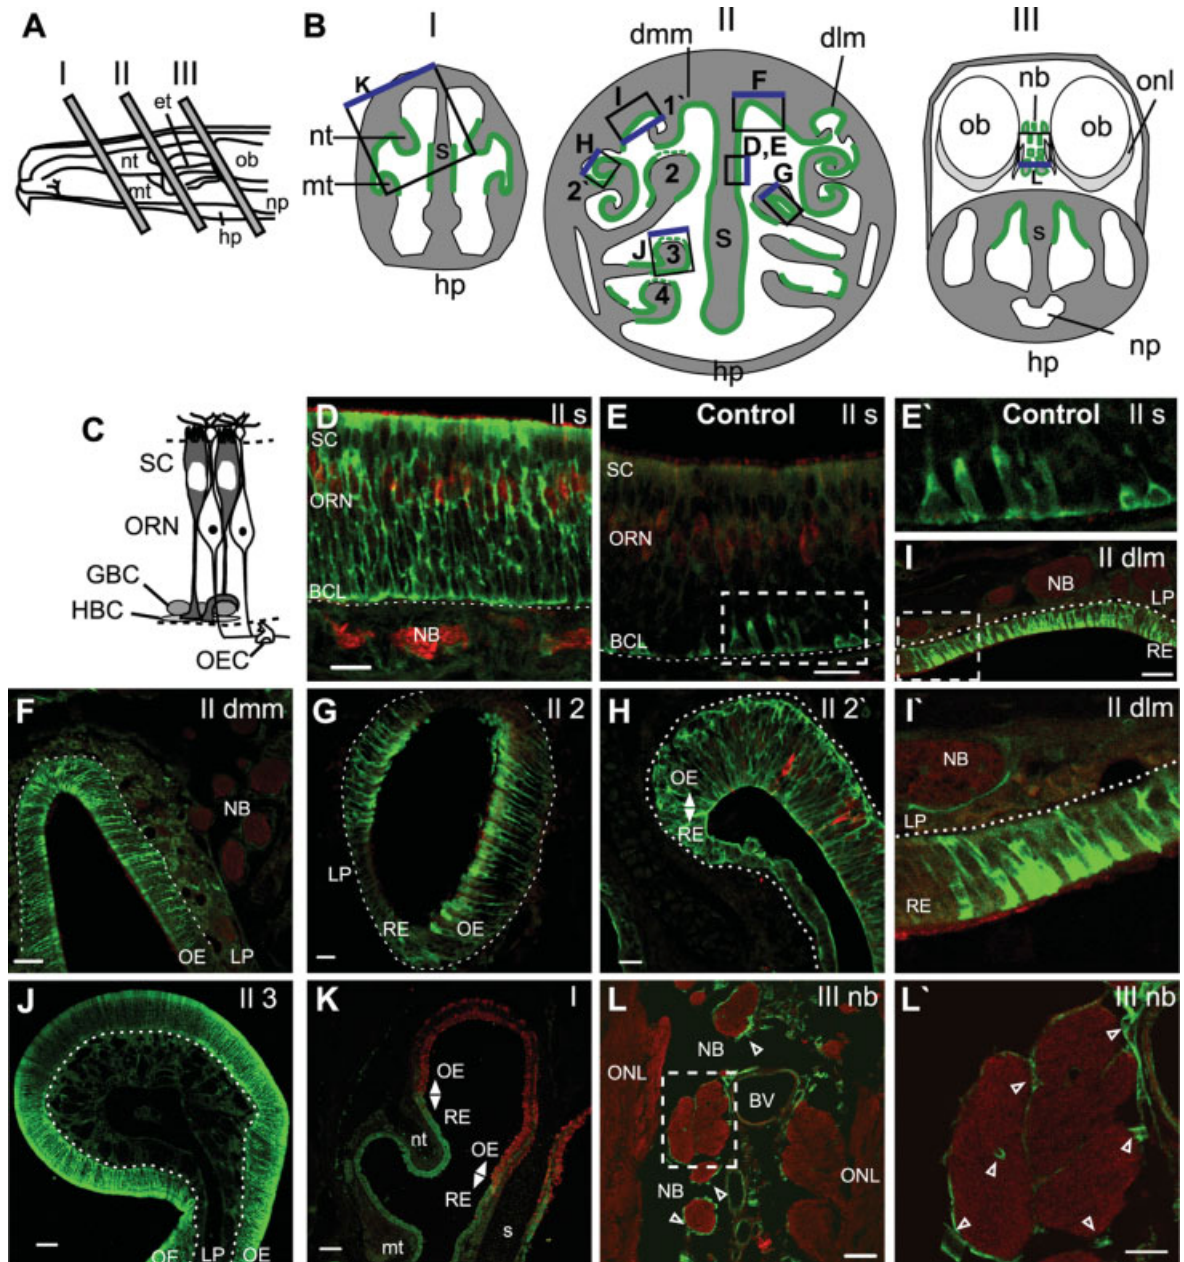 A
I II III
et
nt
ob
mt
np
hp
B
I
K
nt
s
mt
hp
II
dmm
dlm
F
I
1`
H
D,E
2
G
2`
S
J
3
4
hp
III
nb
onl
ob
ob
L
s
np
hp
C
SC
ORN
GBC
HBC
OEC
D
II s
SC
ORN
BCL
NB
E
Control
II s
SC
ORN
BCL
E`
Control
II s
I
II dlm
NB
LP
RE
F
II dmm
NB
OE
LP
G
II 2
LP
RE
OE
H
II 2`
OE
RE
I`
II dlm
NB
LP
RE
J
II 3
OE
LP
OE
K
I
OE
RE
nt
OE
RE
mt
s
L
III nb
NB
ONL
BV
ONL
NB
L`
III nb